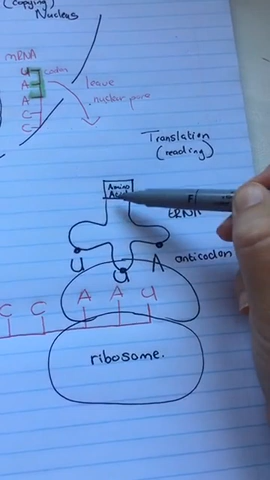 (copying)
Nucleus
mRNA
U
codon
A
A
C
C
leave
nuclear pore
Translation
(reading)
Amino
Acid
tRNA
U
U
A
anticodon
C C A A U
ribosome.